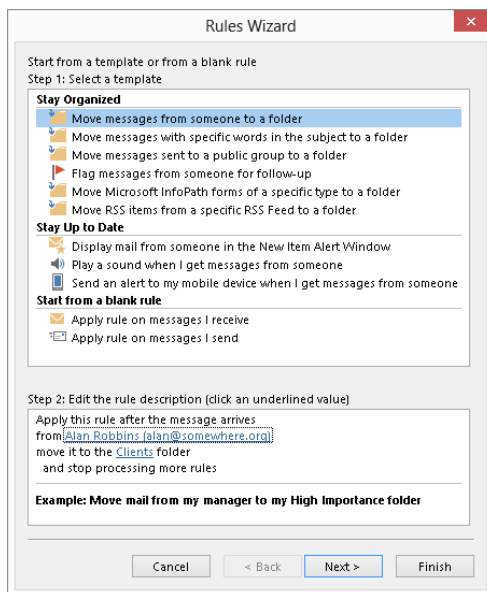 Rules Wizard
Start from a template or from a blank rule
Step 1: Select a template
Stay Organized
Move messages from someone to a folder
Move messages with specific words in the subject to a folder
Move messages sent to a public group to a folder
Flag messages from someone for follow-up
Move Microsoft InfoPath forms of a specific type to a folder
Move RSS items from a specific RSS Feed to a folder
Stay Up to Date
Display mail from someone in the New Item Alert Window
Play a sound when I get messages from someone
Send an alert to my mobile device when I get messages from someone
Start from a blank rule
Apply rule on messages I receive
Apply rule on messages I send
Step 2: Edit the rule description (click an underlined value)
Apply this rule after the message arrives
from Alan Robbins (alan@somewhere.org)
move it to the Clients folder
and stop processing more rules
Example: Move mail from my manager to my High Importance folder
Cancel < Back Next > Finish